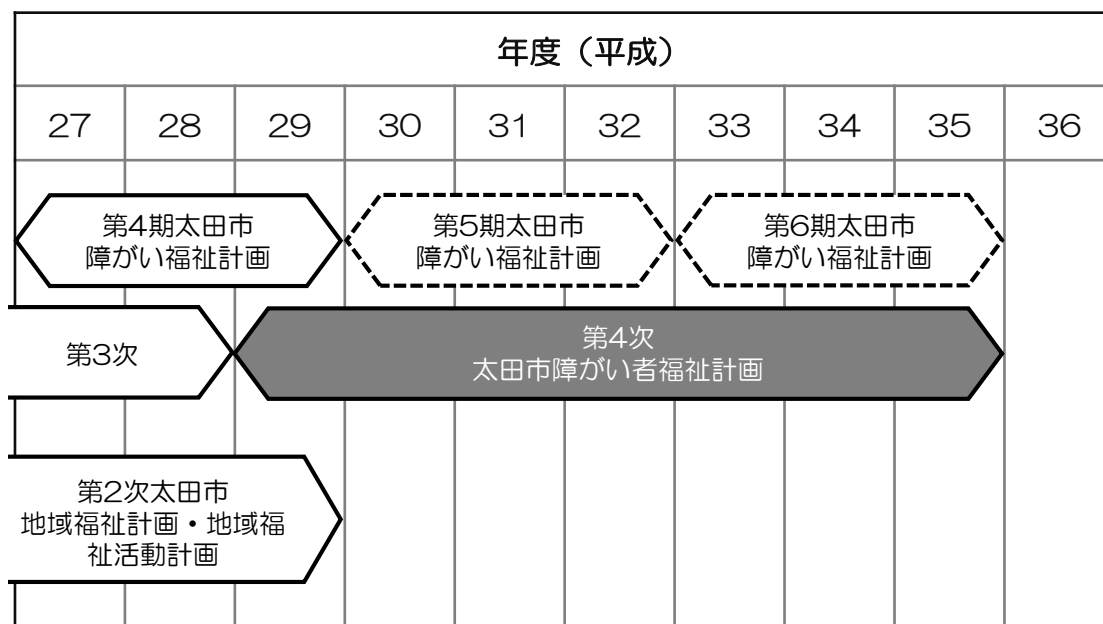 年度（平成）
27 28 29 30 31 32 33 34 35 36
第4期太田市
障がい福祉計画
第5期太田市
障がい福祉計画
第6期太田市
障がい福祉計画
第3次
第4次
太田市障がい者福祉計画
第2次太田市
地域福祉計画・地域福
祉活動計画